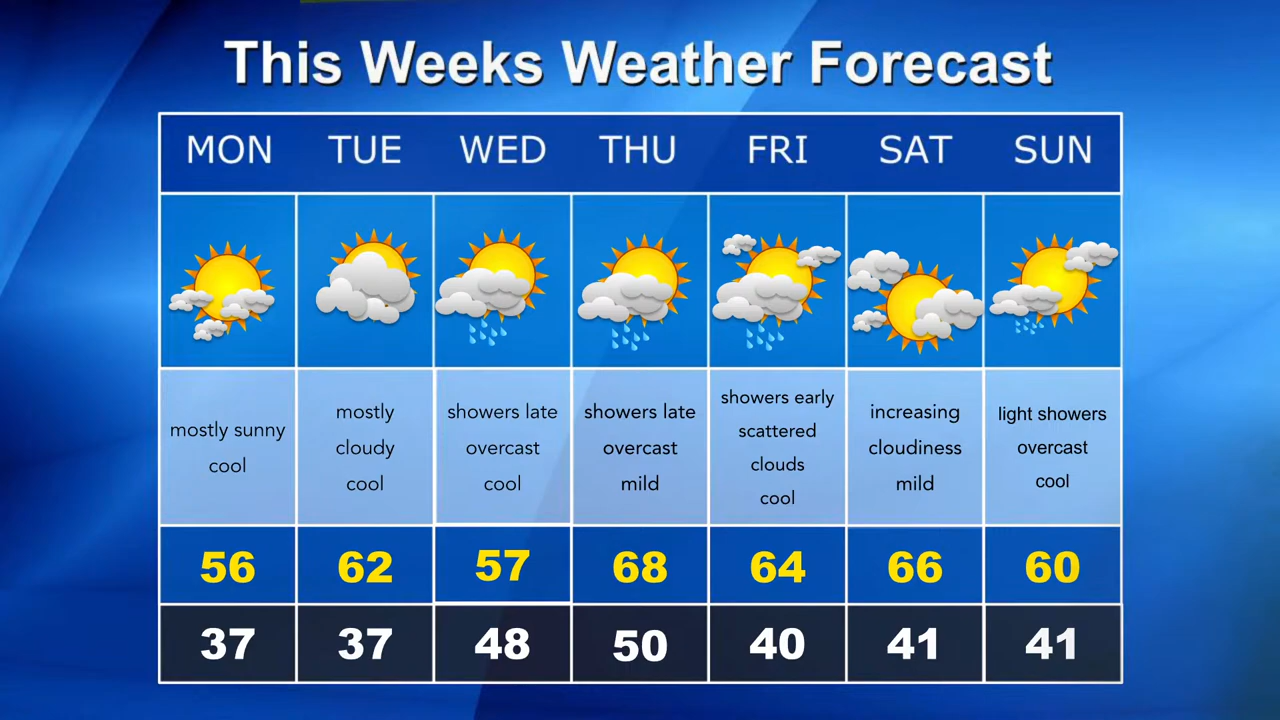 This Weeks Weather Forecast
MON TUE WED THU FRI SAT SUN
mostly sunny
cool
mostly
cloudy
cool
showers late
overcast
cool
showers late
overcast
mild
showers early
scattered
clouds
cool
increasing
cloudiness
mild
light showers
overcast
cool
56 62 57 68 64 66 60
37 37 48 50 40 41 41